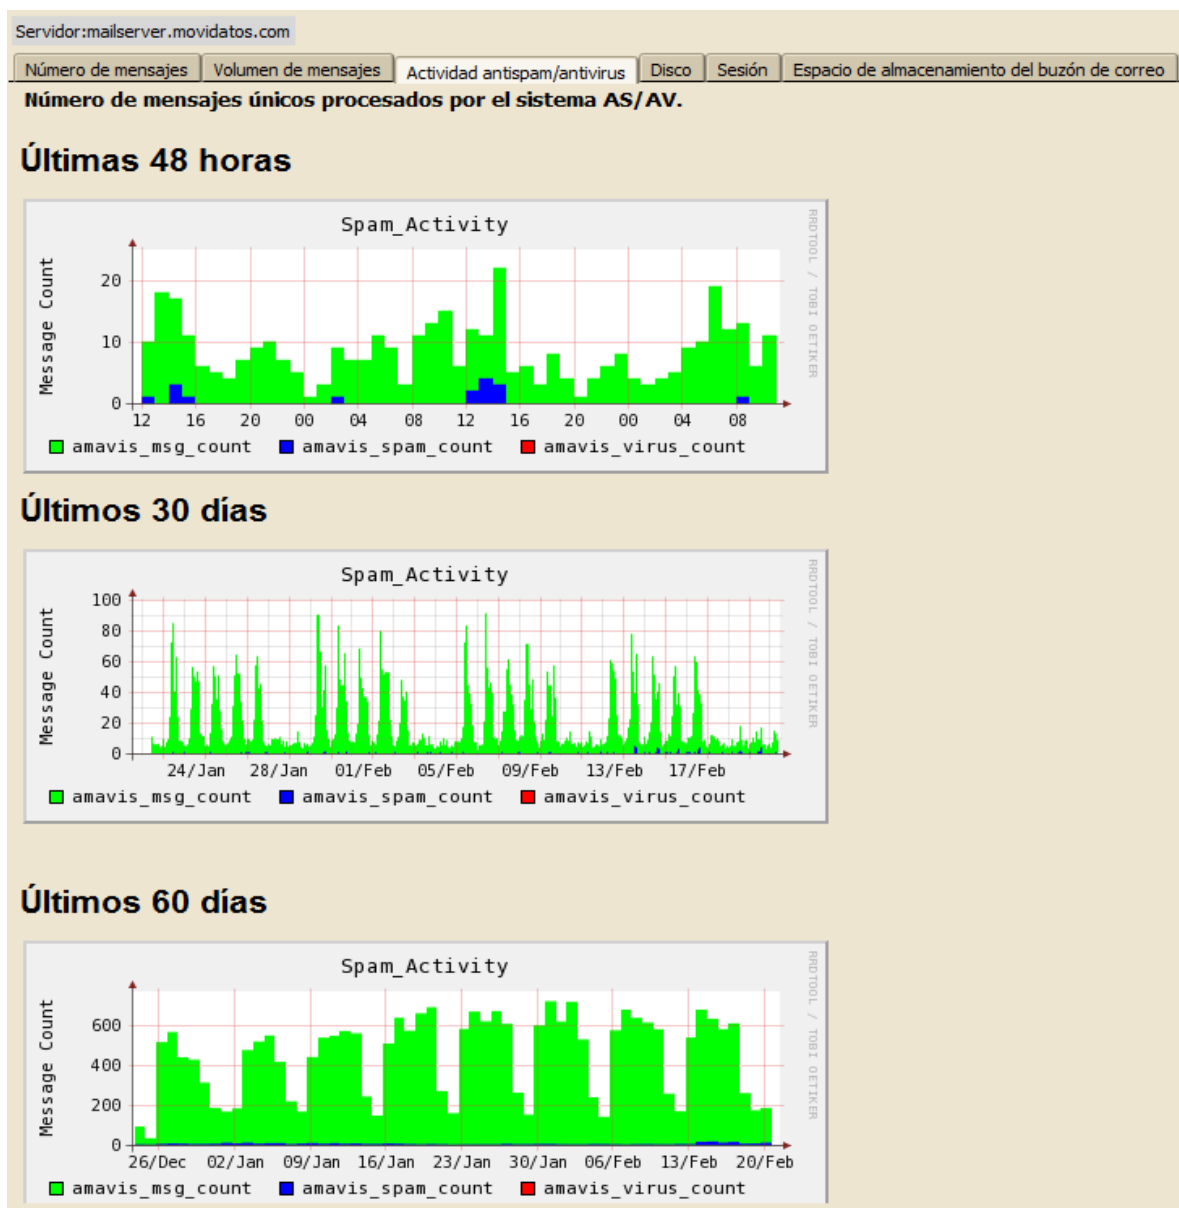 Servidor:mailserver.movidatos.com
Número de mensajes Volumen de mensajes Actividad antispam/antivirus Disco Sesión Espacio de almacenamiento del buzón de correo
Número de mensajes únicos procesados por el sistema AS/AV.
Últimas 48 horas
Spam_Activity
RRDTOOL / TOBI OETIKER
Message Count
20
10
0
12 16 20 00 04 08 12 16 20 00 04 08
amavis_msg_count amavis_spam_count amavis_virus_count
Últimos 30 días
Spam_Activity
RRDTOOL / TOBI OETIKER
Message Count
100
80
60
40
20
0
24/Jan 28/Jan 01/Feb 05/Feb 09/Feb 13/Feb 17/Feb
amavis_msg_count amavis_spam_count amavis_virus_count
Últimos 60 días
Spam_Activity
RRDTOOL / TOBI OETIKER
Message Count
600
400
200
0
26/Dec 02/Jan 09/Jan 16/Jan 23/Jan 30/Jan 06/Feb 13/Feb 20/Feb
amavis_msg_count amavis_spam_count amavis_virus_count